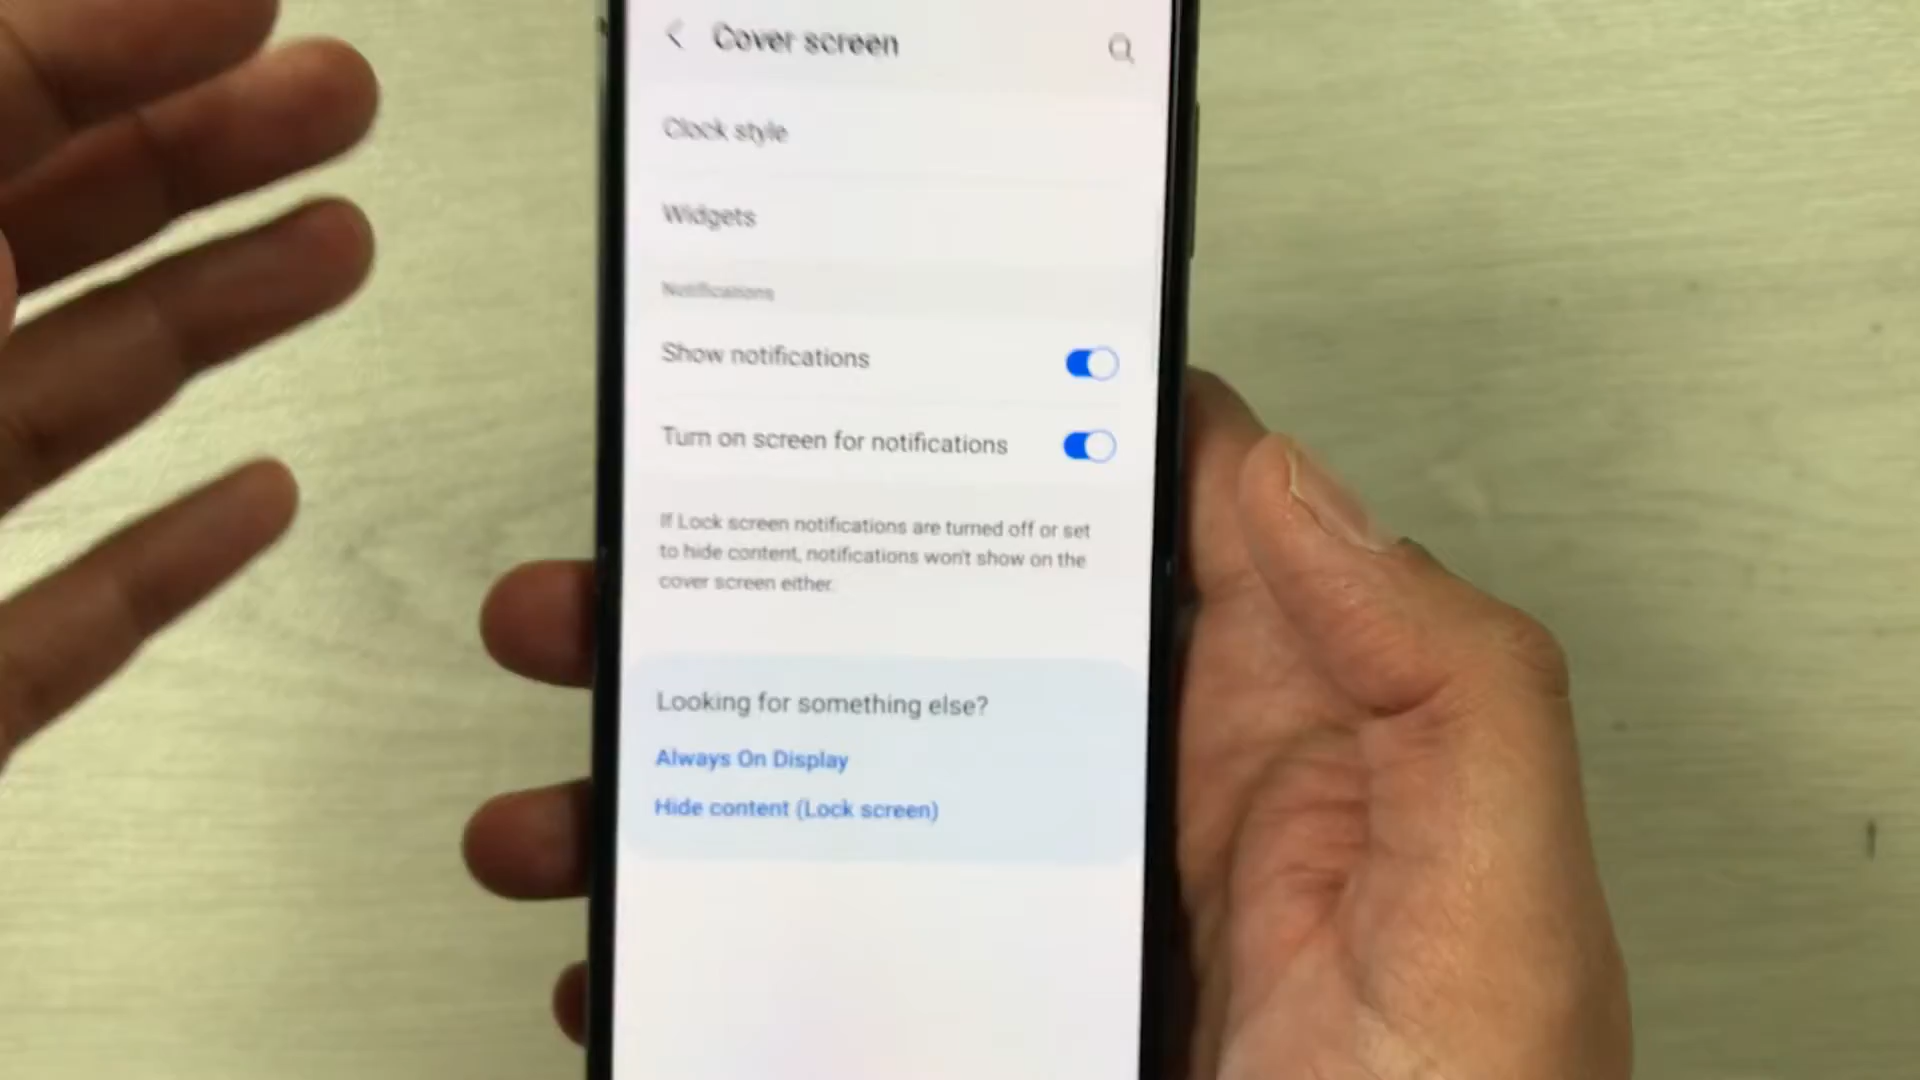 Cover screen
Clock style
Widgets
Notifications
Show notifications
Turn on screen for notifications
If Lock screen notifications are turned off or set
to hide content, notifications won't show on the
cover screen either.
Looking for something else?
Always On Display
Hide content (Lock screen)